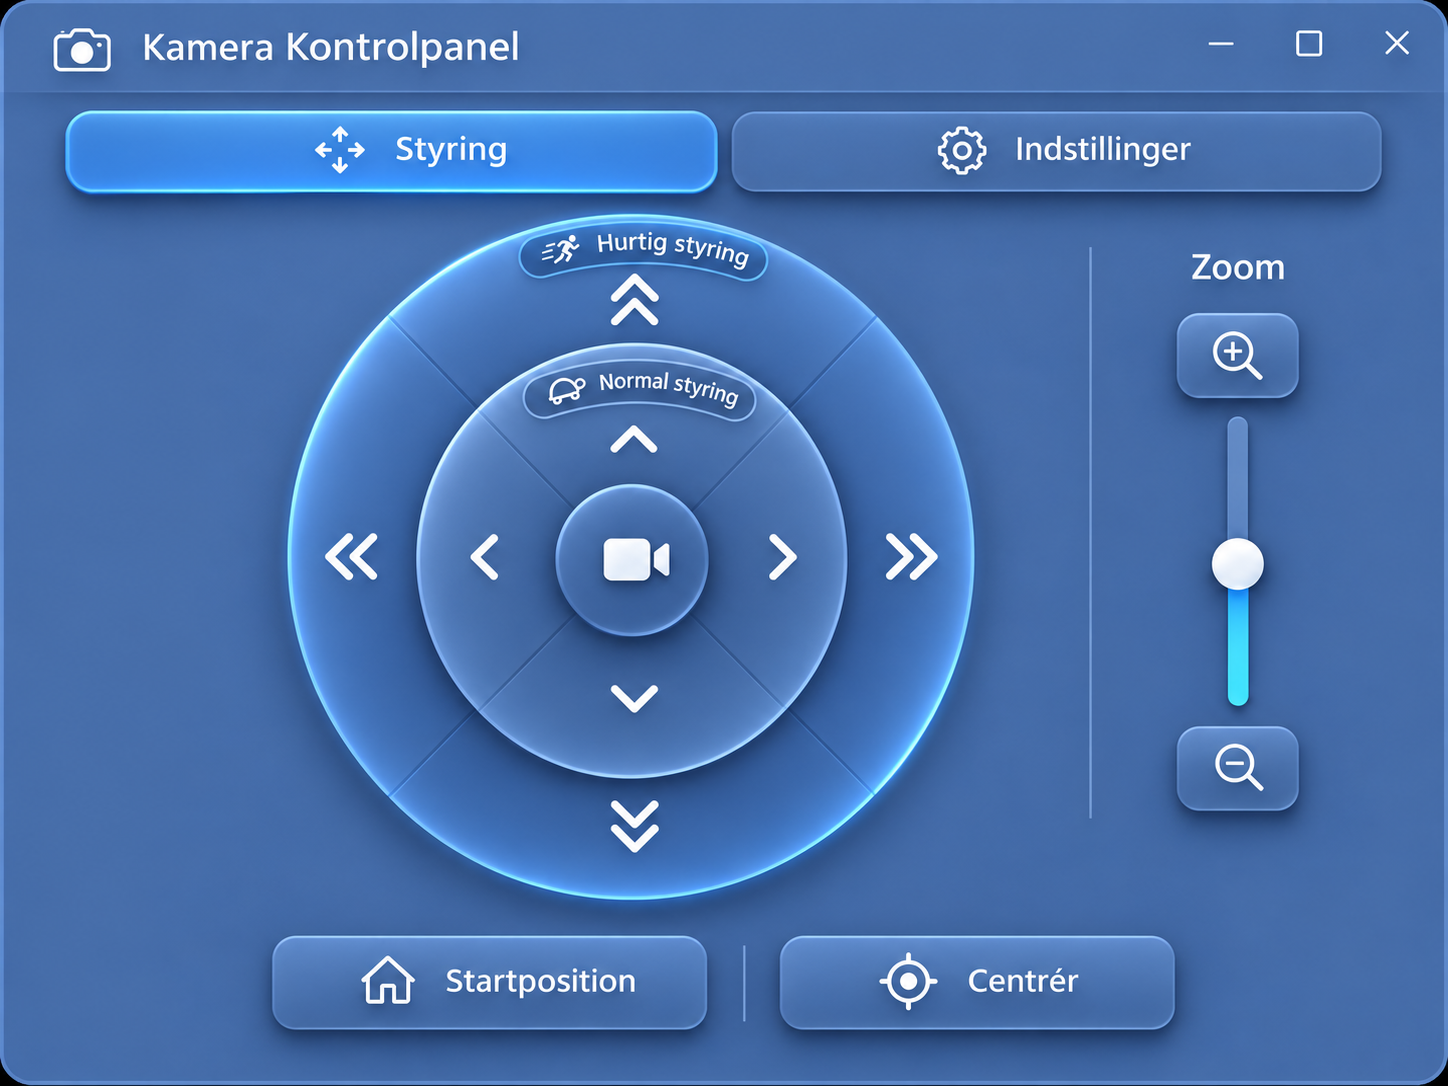 Kamera Kontrolpanel
Styring
Indstillinger
Hurtig styring
Normal styring
Zoom
Startposition
Centrér